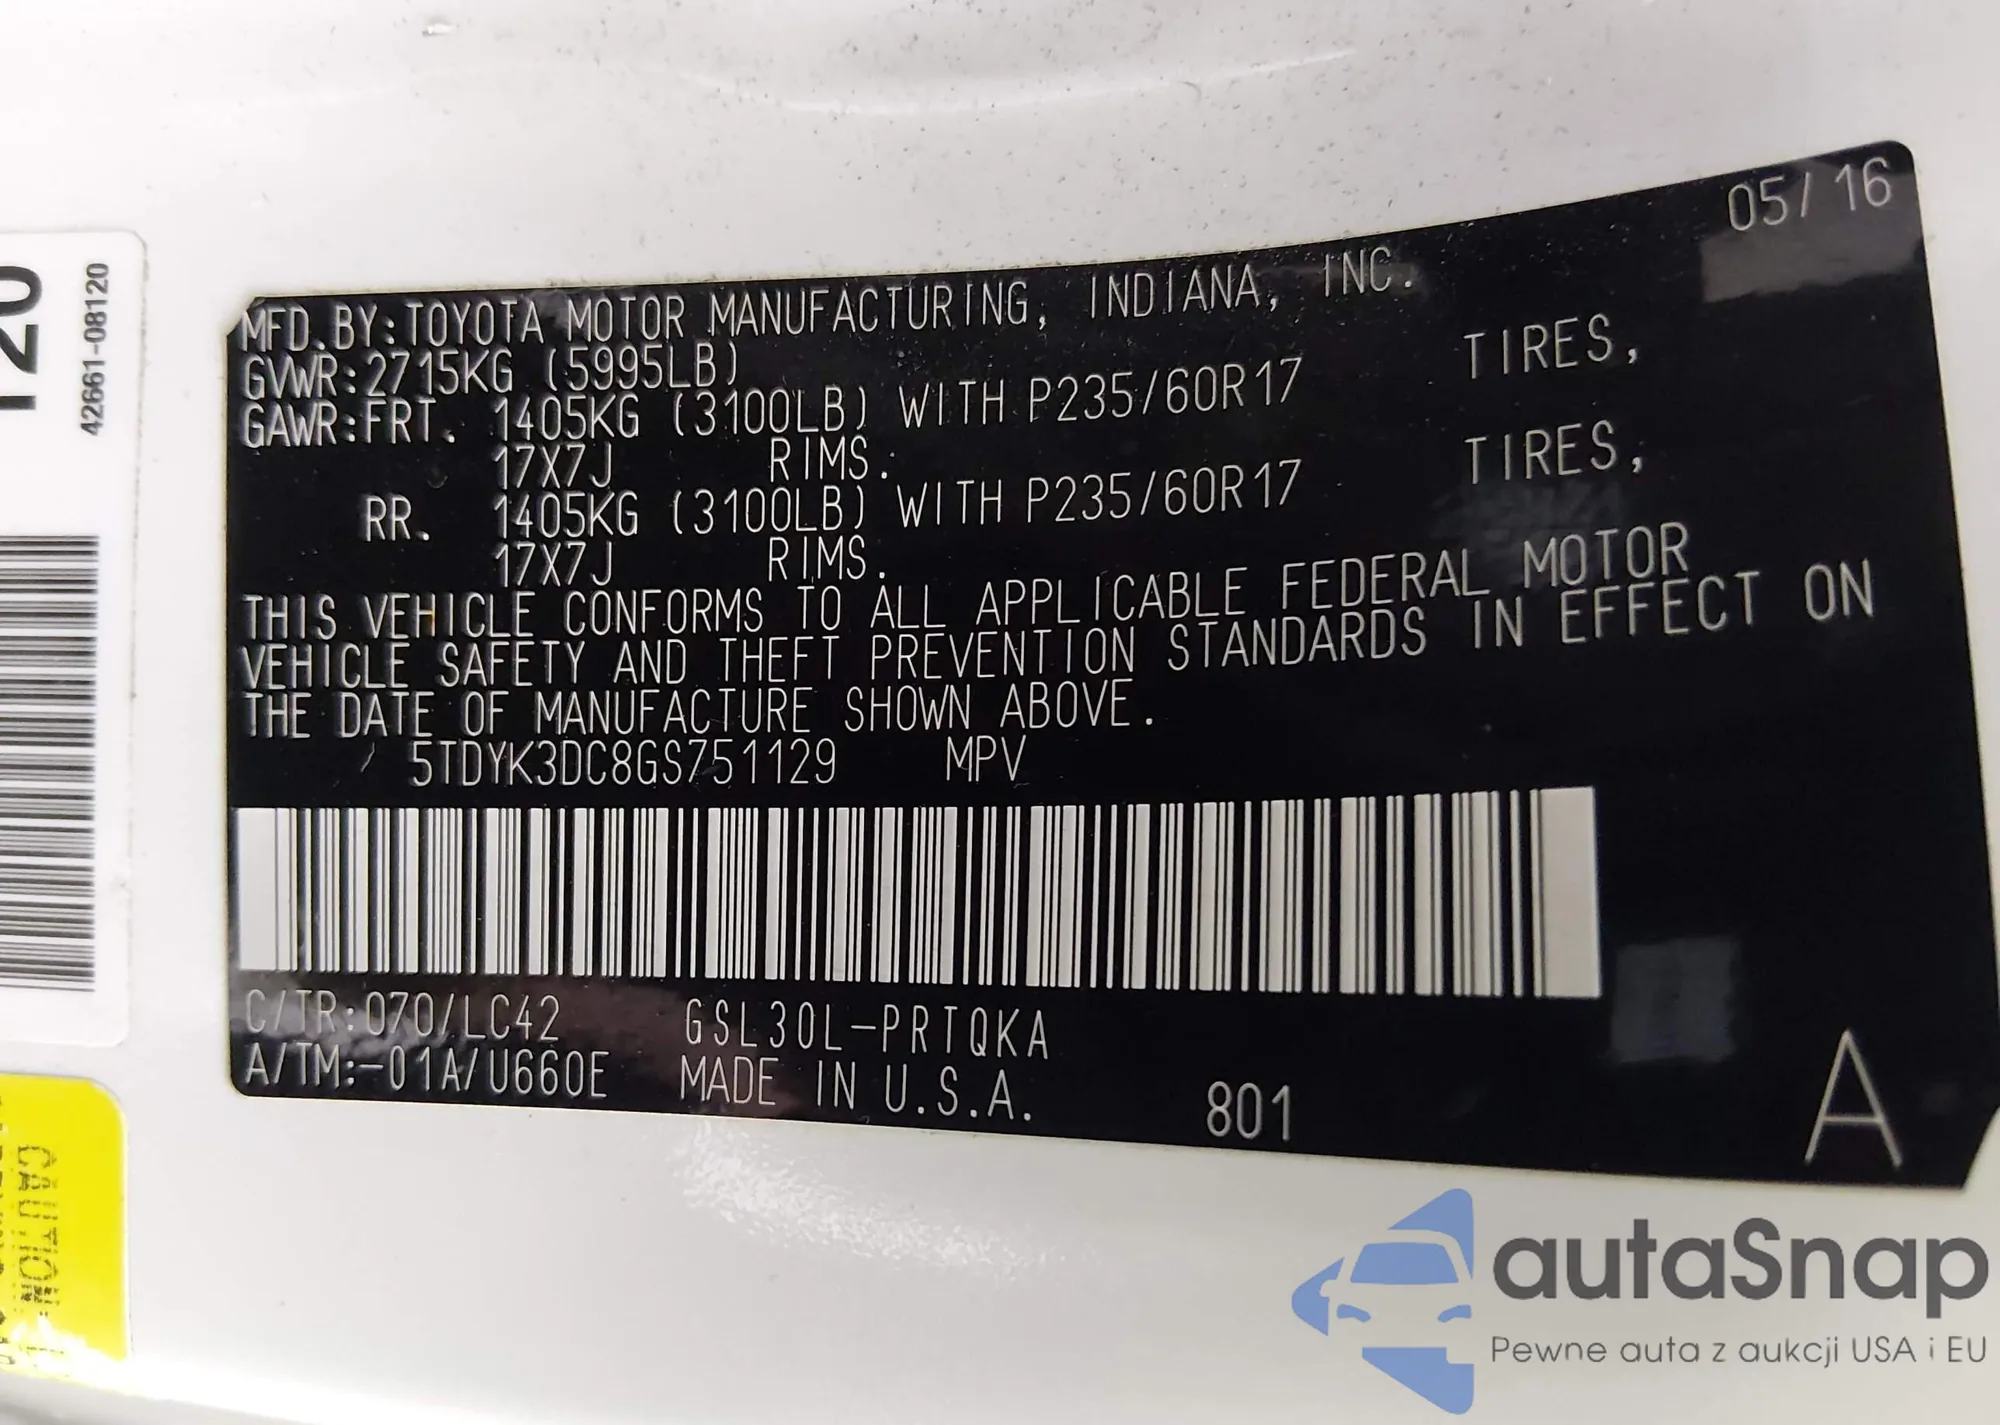 05/16
MFD.BY:TOYOTA MOTOR MANUFACTURING, INDIANA, INC.
GVWR:2715KG (5995LB)
GAWR:FRT. 1405KG (3100LB) WITH P235/60R17 TIRES,
17X7J RIMS.
RR. 1405KG (3100LB) WITH P235/60R17 TIRES,
17X7J RIMS.
THIS VEHICLE CONFORMS TO ALL APPLICABLE FEDERAL MOTOR
VEHICLE SAFETY AND THEFT PREVENTION STANDARDS IN EFFECT ON
THE DATE OF MANUFACTURE SHOWN ABOVE.
5TDYK3DC8GS751129 MPV
C/TR:070/LC42 GSL30L-PRTQKA
A/TM:-01A/U660E MADE IN U.S.A. 801 A
120
42661-08120
CAUTION
autaSnap
Pewne auta z aukcji USA i EU